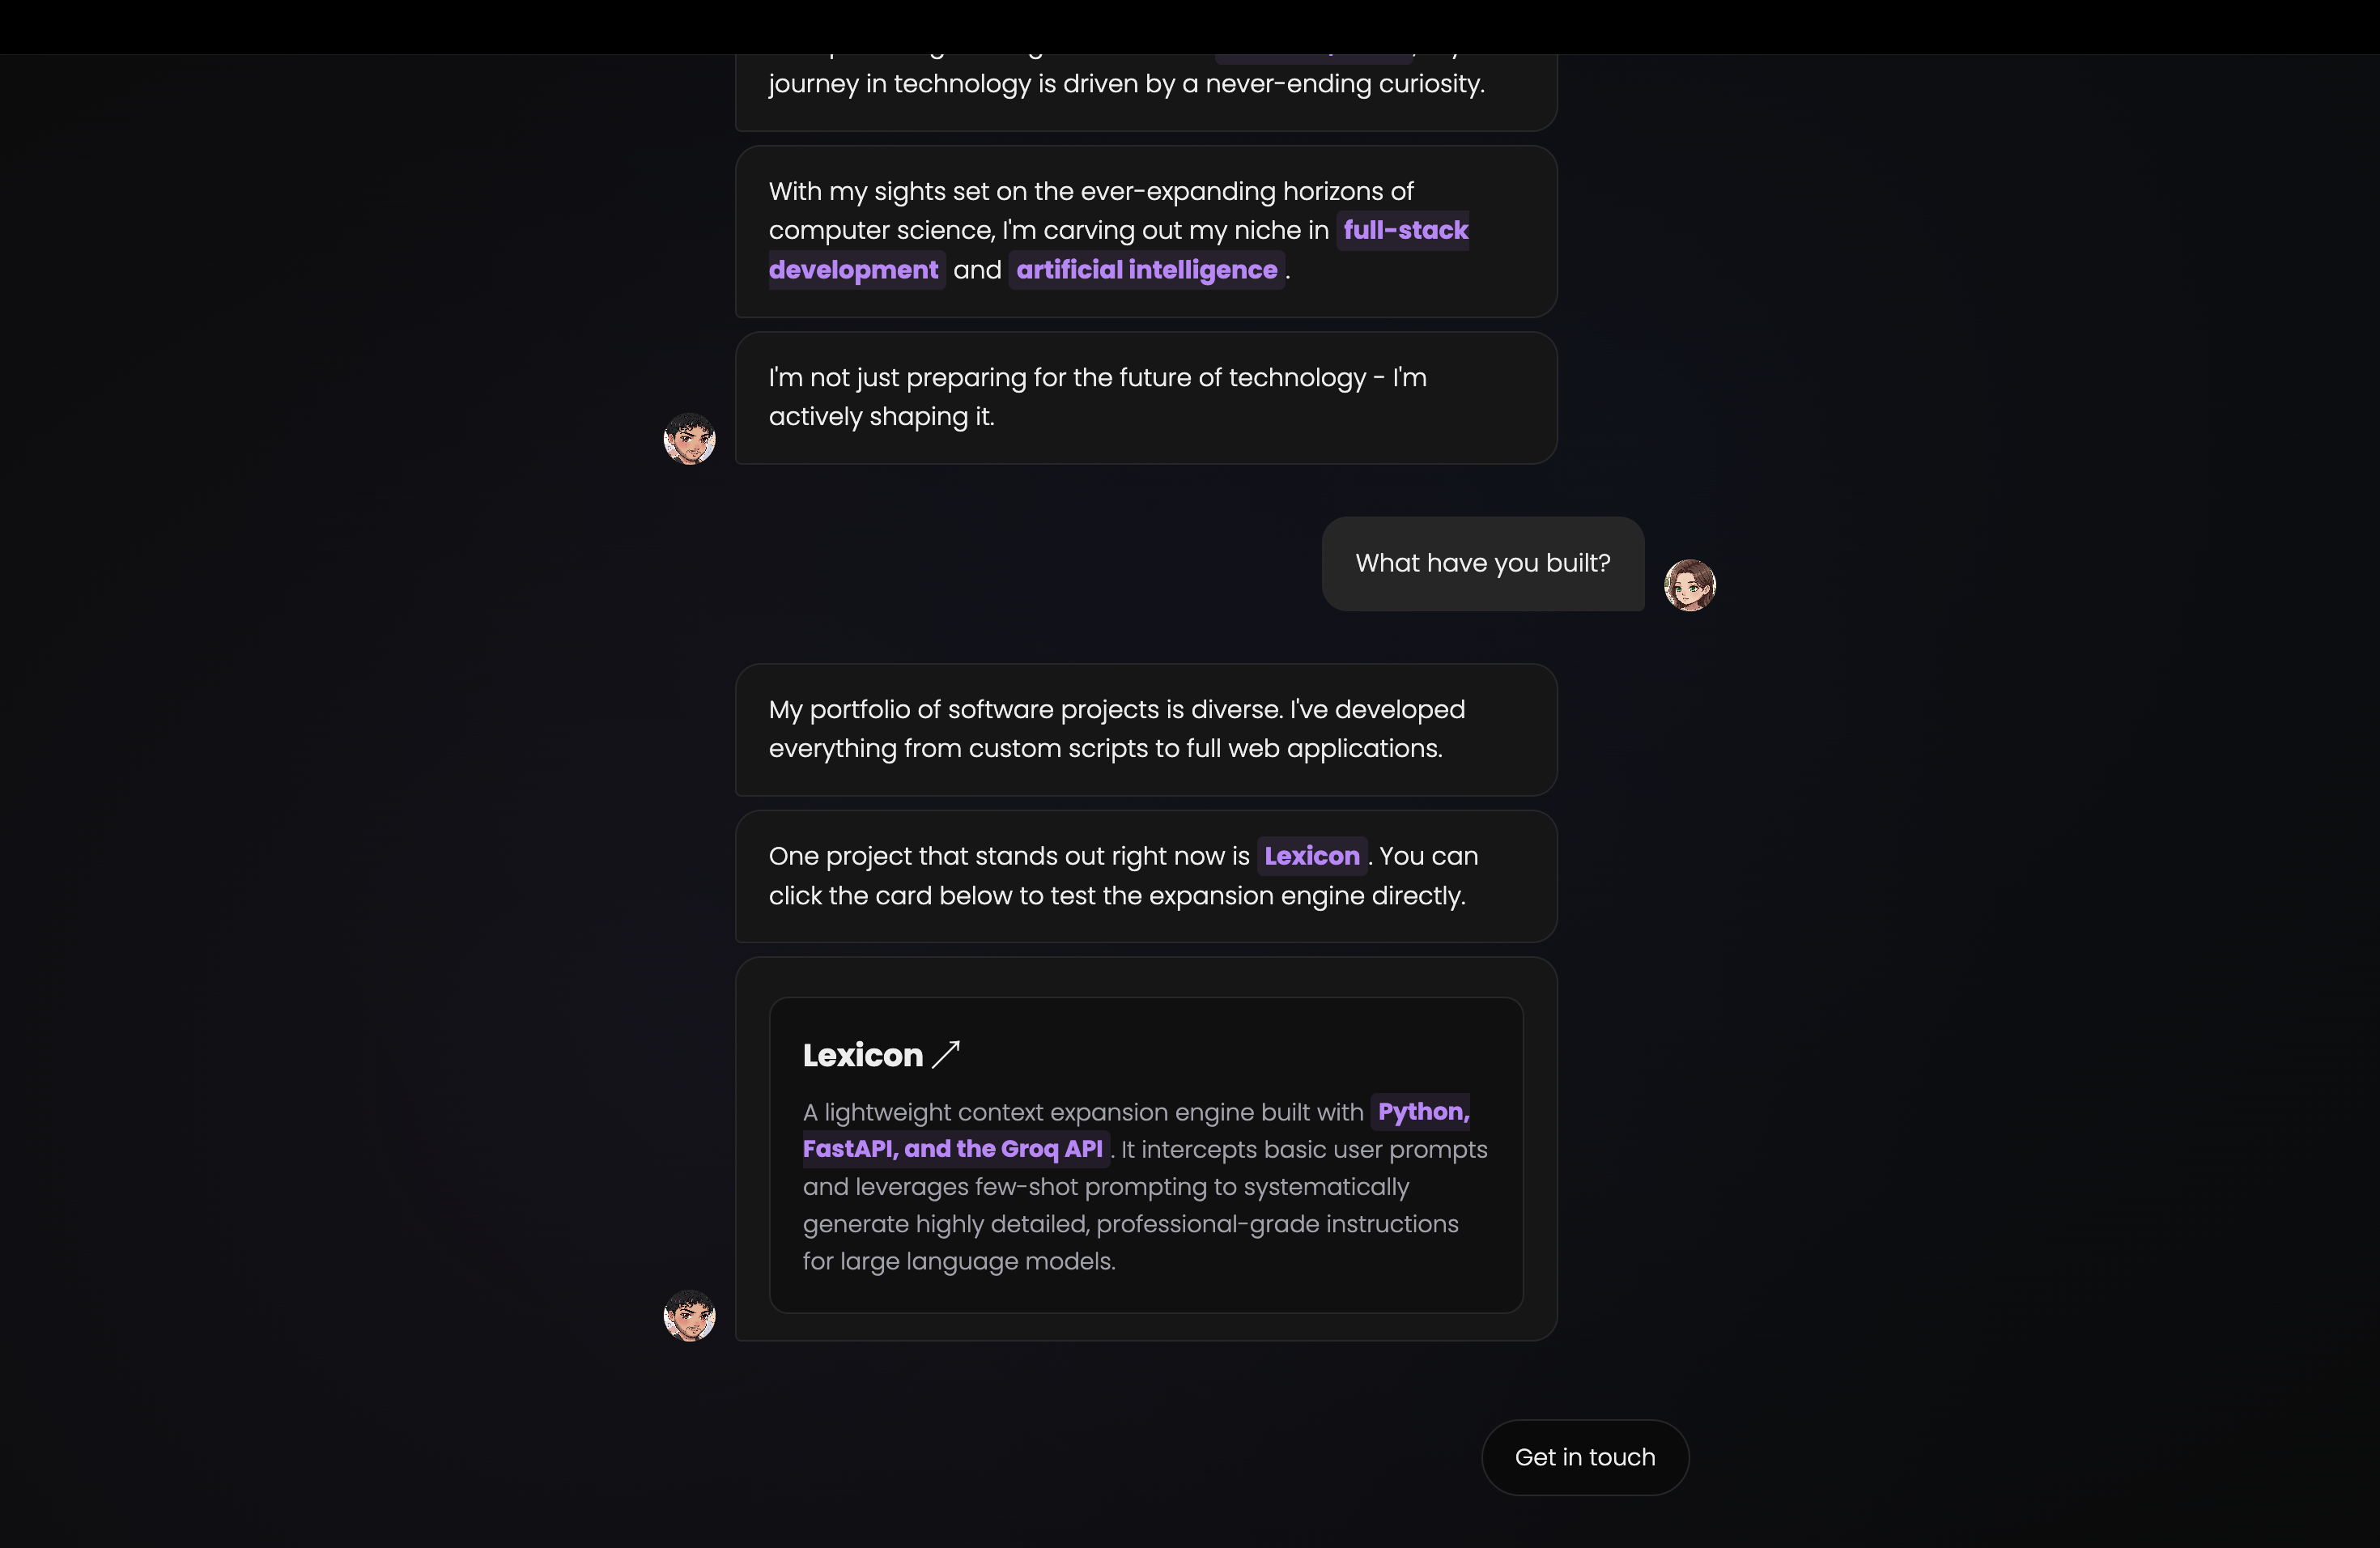 journey in technology is driven by a never-ending curiosity.
With my sights set on the ever-expanding horizons of
computer science, I'm carving out my niche in full-stack
development and artificial intelligence.
I'm not just preparing for the future of technology - I'm
actively shaping it.
What have you built?
My portfolio of software projects is diverse. I've developed
everything from custom scripts to full web applications.
One project that stands out right now is Lexicon. You can
click the card below to test the expansion engine directly.
Lexicon ↗
A lightweight context expansion engine built with Python,
FastAPI, and the Groq API. It intercepts basic user prompts
and leverages few-shot prompting to systematically
generate highly detailed, professional-grade instructions
for large language models.
Get in touch